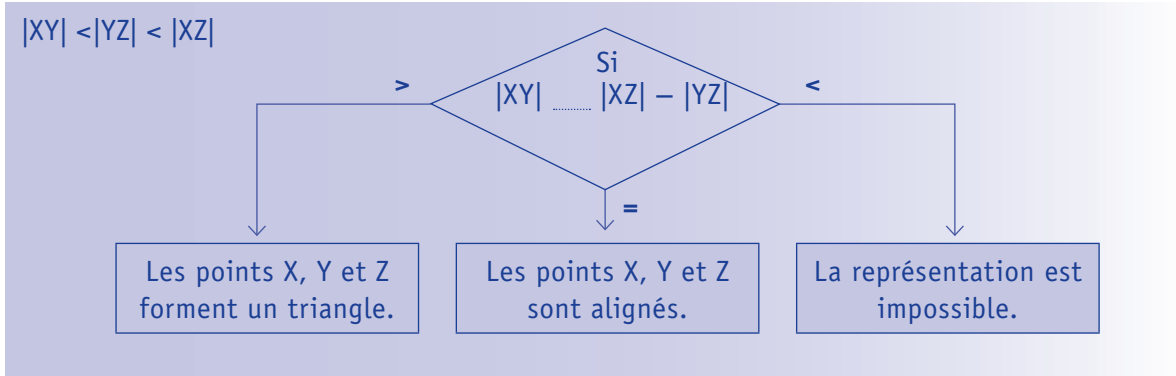 |XY| <|YZ| < |XZ|
Si
> |XY| ...... |XZ| – |YZ| <
=
Les points X, Y et Z
forment un triangle.
Les points X, Y et Z
sont alignés.
La représentation est
impossible.